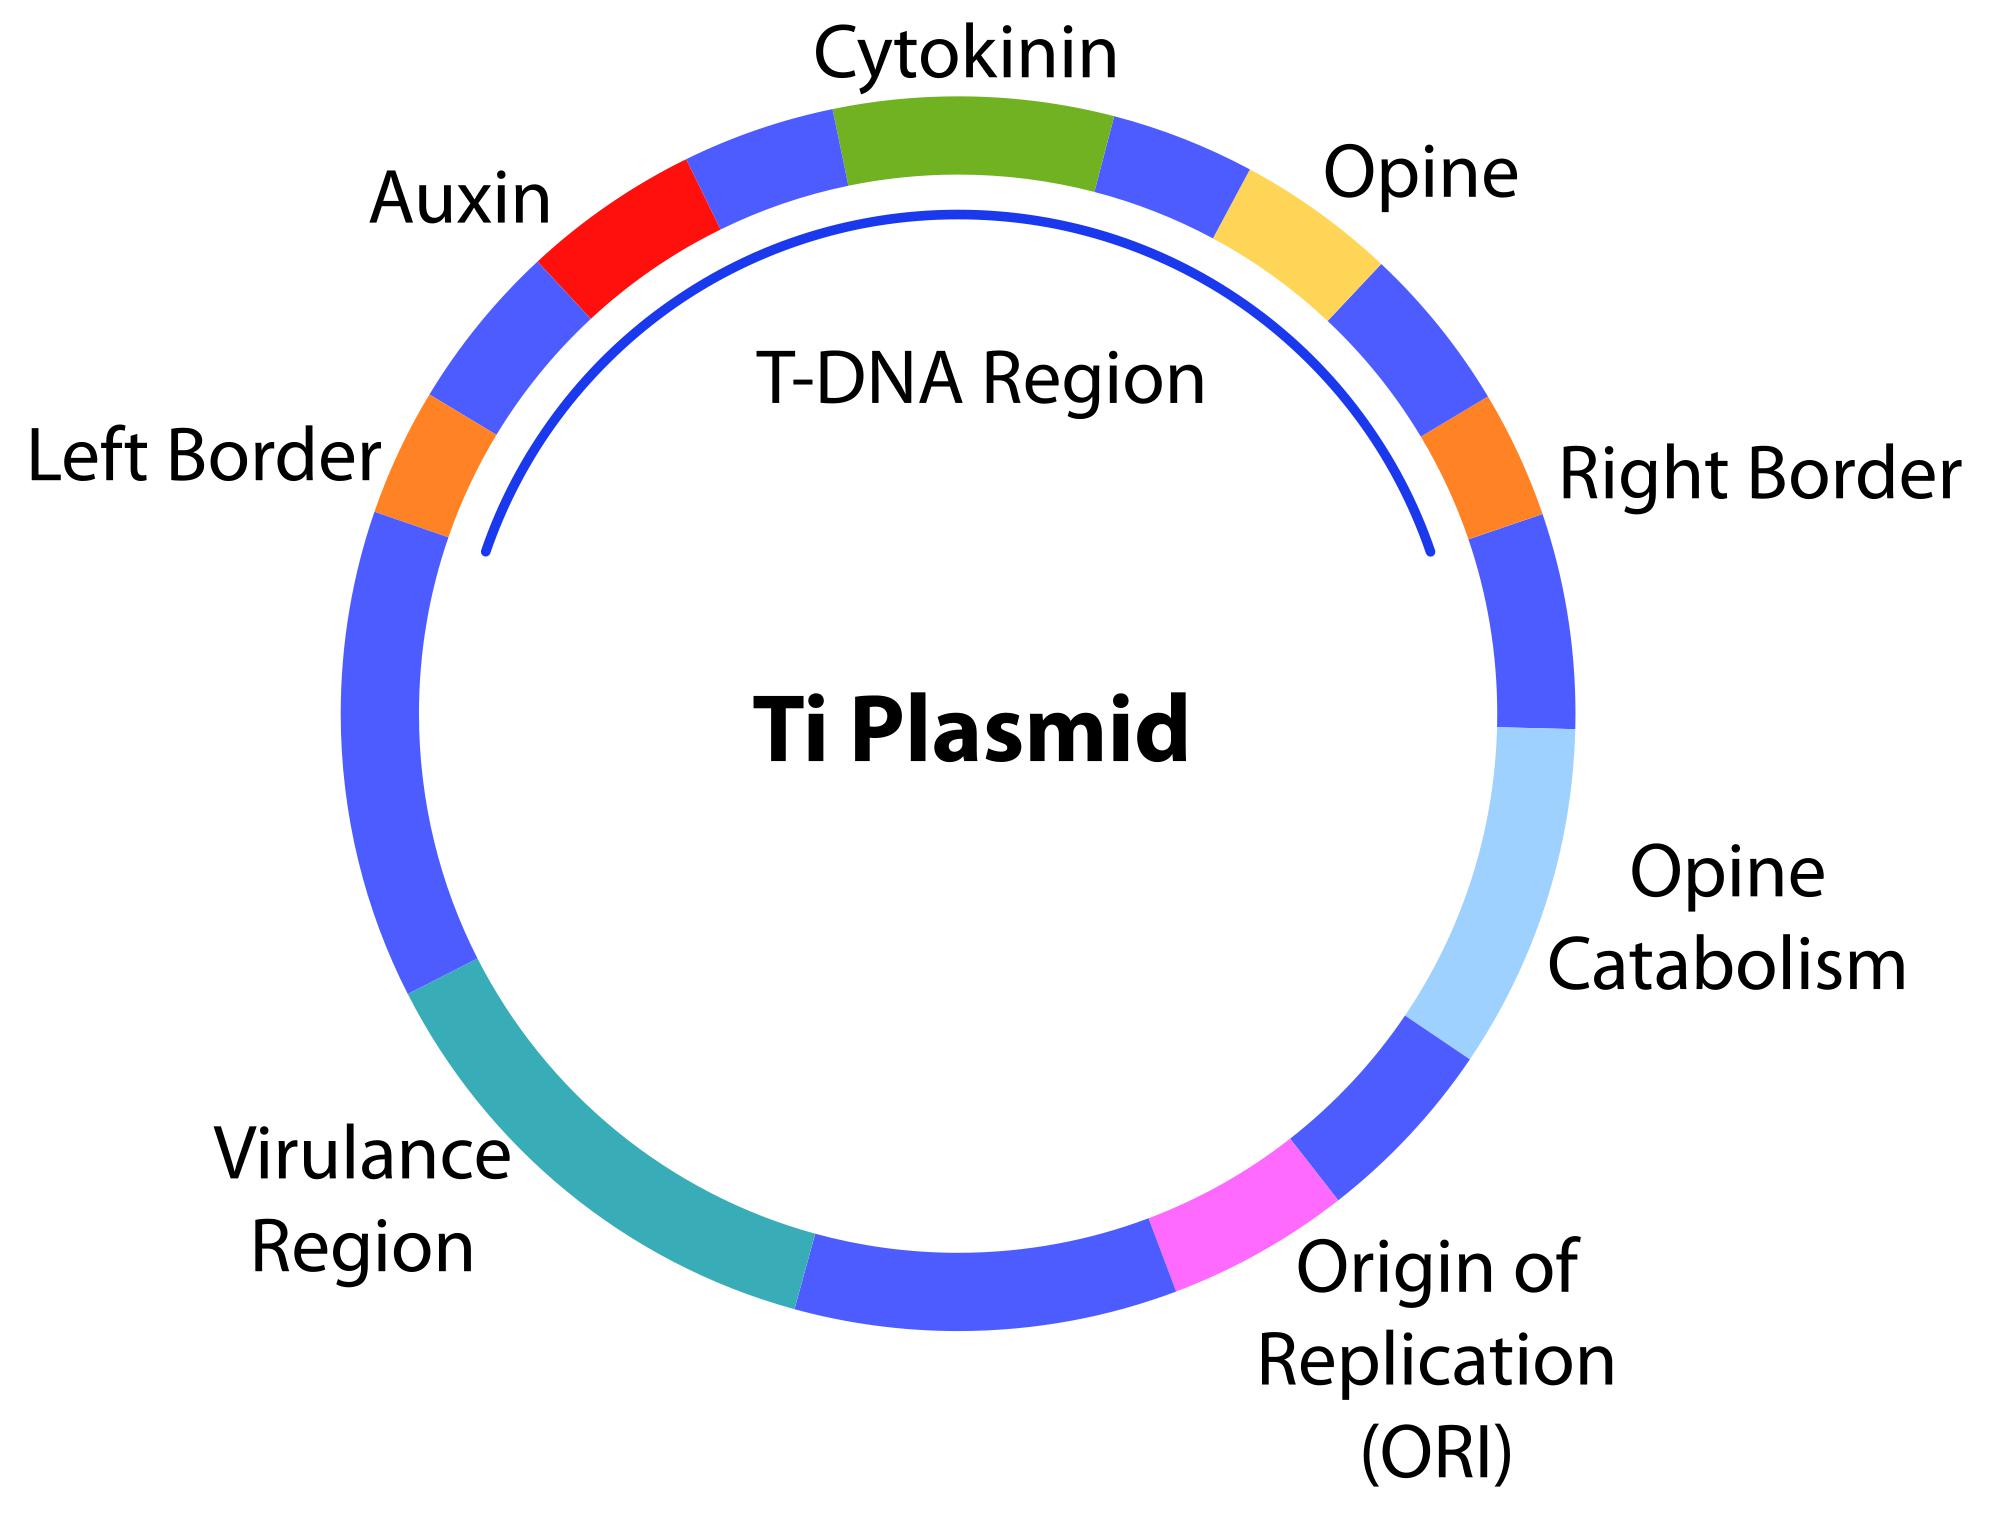 Cytokinin
Opine
Auxin
T-DNA Region
Left Border
Right Border
Ti Plasmid
Opine
Catabolism
Virulance
Region
Origin of
Replication
(ORI)